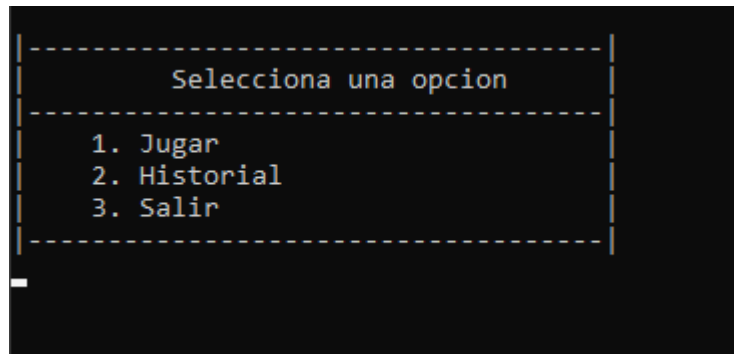 |------------------------------------|
|         Selecciona una opcion      |
|------------------------------------|
|    1. Jugar                        |
|    2. Historial                    |
|    3. Salir                        |
|------------------------------------|